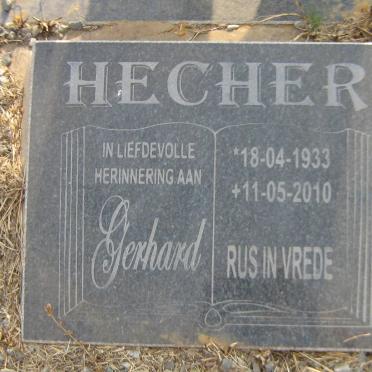 HECHER
IN LIEFDEVOLLE
HERINNERING AAN
Gerhard
*18-04-1933
+11-05-2010
RUS IN VREDE